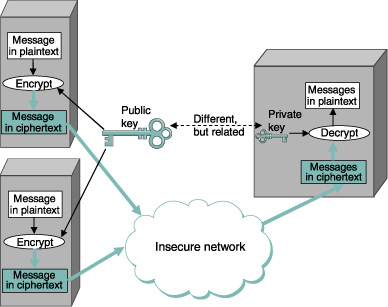 Message
in plaintext
Encrypt
Message
in ciphertext
Public
key
Different,
but related
Private
key
Messages
in plaintext
Decrypt
Messages
in ciphertext
Message
in plaintext
Encrypt
Message
in ciphertext
Insecure network